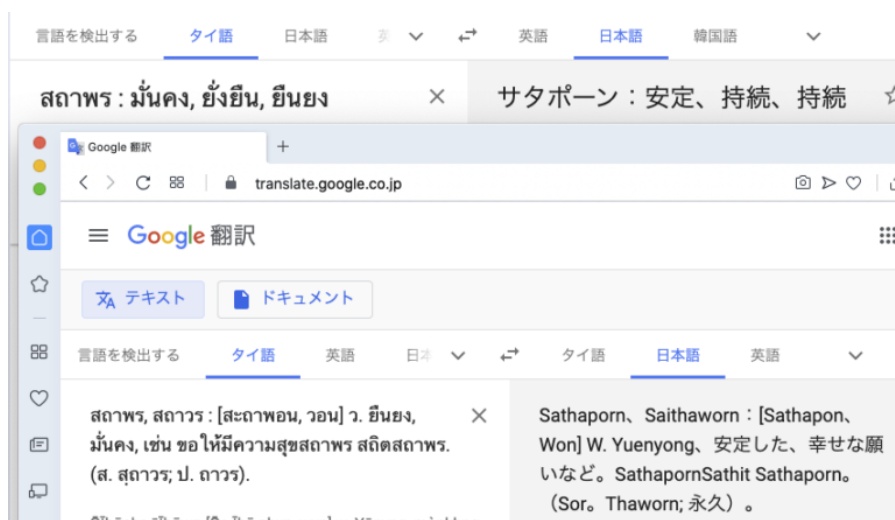 言語を検出する タイ語 日本語 英 英語 日本語 韓国語
สถาพร : มั่นคง, ยั่งยืน, ยืนยง
サタポーン：安定、持続、持続
Google 翻訳
translate.google.co.jp
Google 翻訳
テキスト ドキュメント
言語を検出する タイ語 英語 日本 タイ語 日本語 英語
สถาพร, สถาวร : [สะถาพอน, วอน] ว. ยืนยง,
มั่นคง, เช่น ขอให้มีความสุขสถาพร สถิตสถาพร.
(ส. สฺถาวร; ป. ถาวร).
Sathaporn、Saithaworn：[Sathapon、
Won] W. Yuenyong、安定した、幸せな願
いなど。SathapornSathit Sathaporn。
（Sor。Thaworn; 永久）。